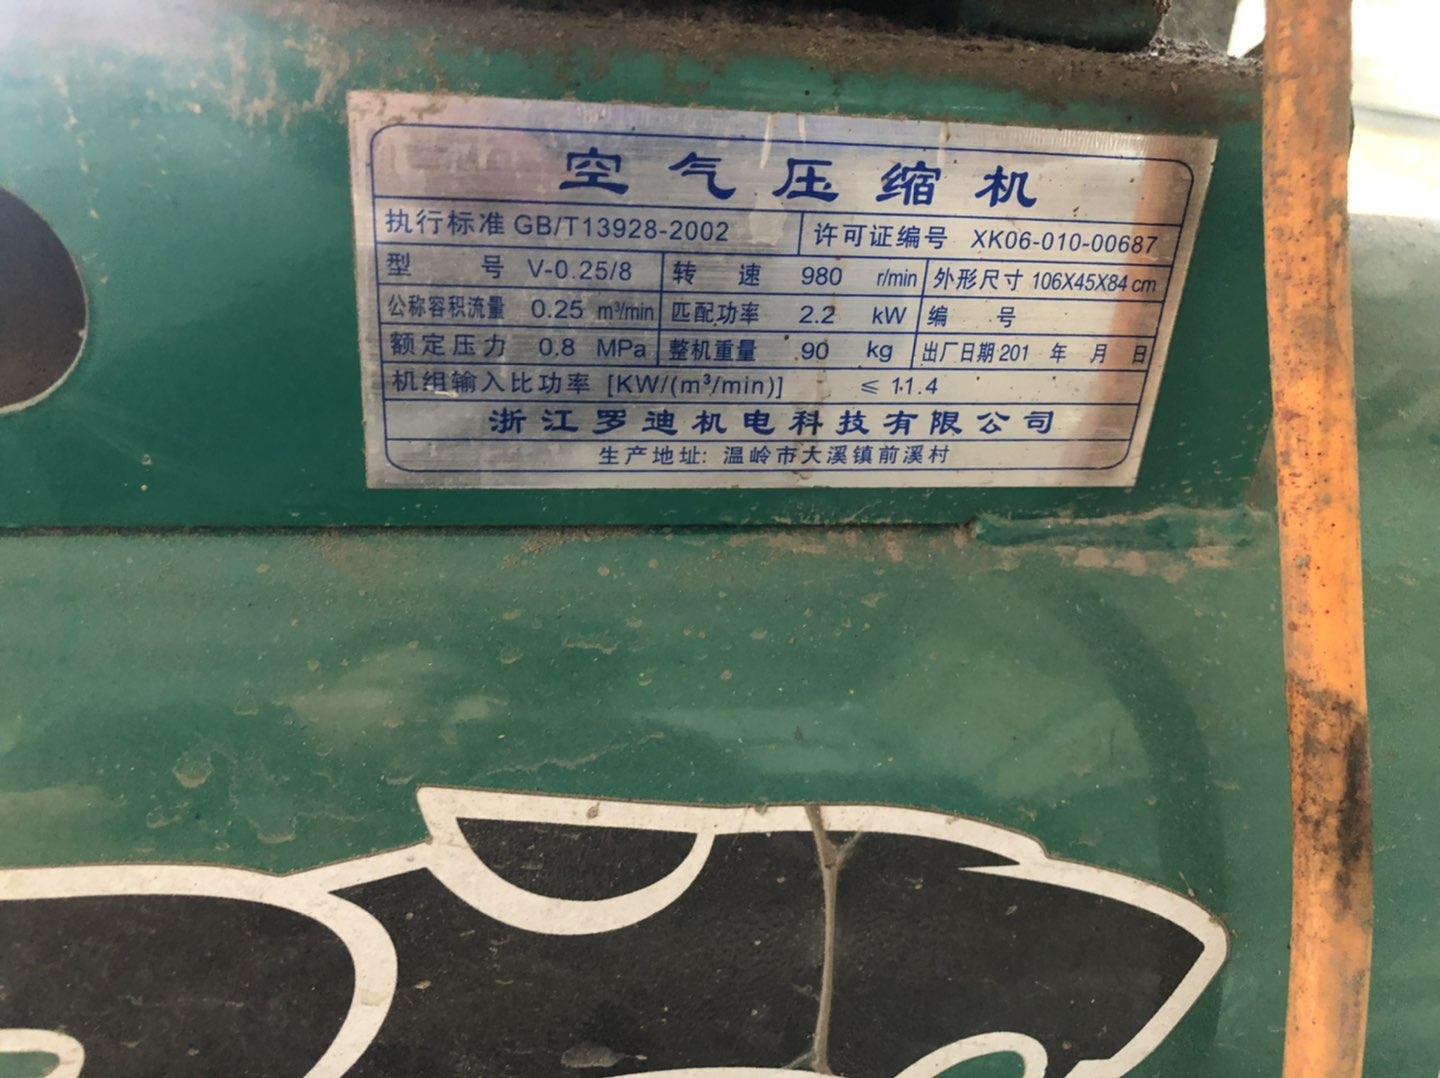 空气压缩机
执行标准 GB/T13928-2002 许可证编号 XK06-010-00687
型 号 V-0.25/8 转 速 980 r/min 外形尺寸 106X45X84 cm
公称容积流量 0.25 m³/min 匹配功率 2.2 kW 编 号
额定压力 0.8 MPa 整机重量 90 kg 出厂日期 201 年 月 日
机组输入比功率 [KW/(m³/min)] ≤ 11.4
浙江罗迪机电科技有限公司
生产地址: 温岭市大溪镇前溪村